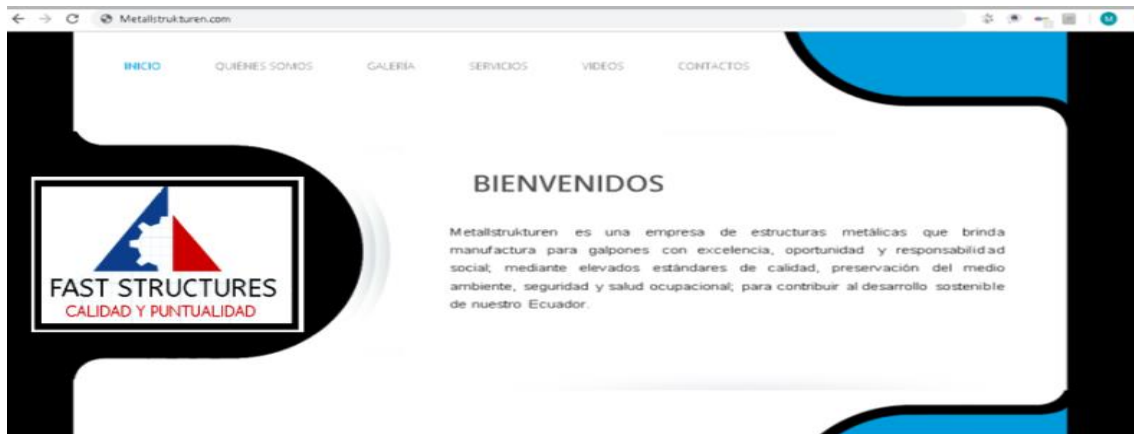 Metallstrukturen.com
M
INICIO QUIÉNES SOMOS GALERÍA SERVICIOS VIDEOS CONTACTOS
BIENVENIDOS
Metallstrukturen es una empresa de estructuras metálicas que brinda
manufactura para galpones con excelencia, oportunidad y responsabilidad
social; mediante elevados estándares de calidad, preservación del medio
ambiente, seguridad y salud ocupacional; para contribuir al desarrollo sostenible
de nuestro Ecuador.
FAST STRUCTURES
CALIDAD Y PUNTUALIDAD